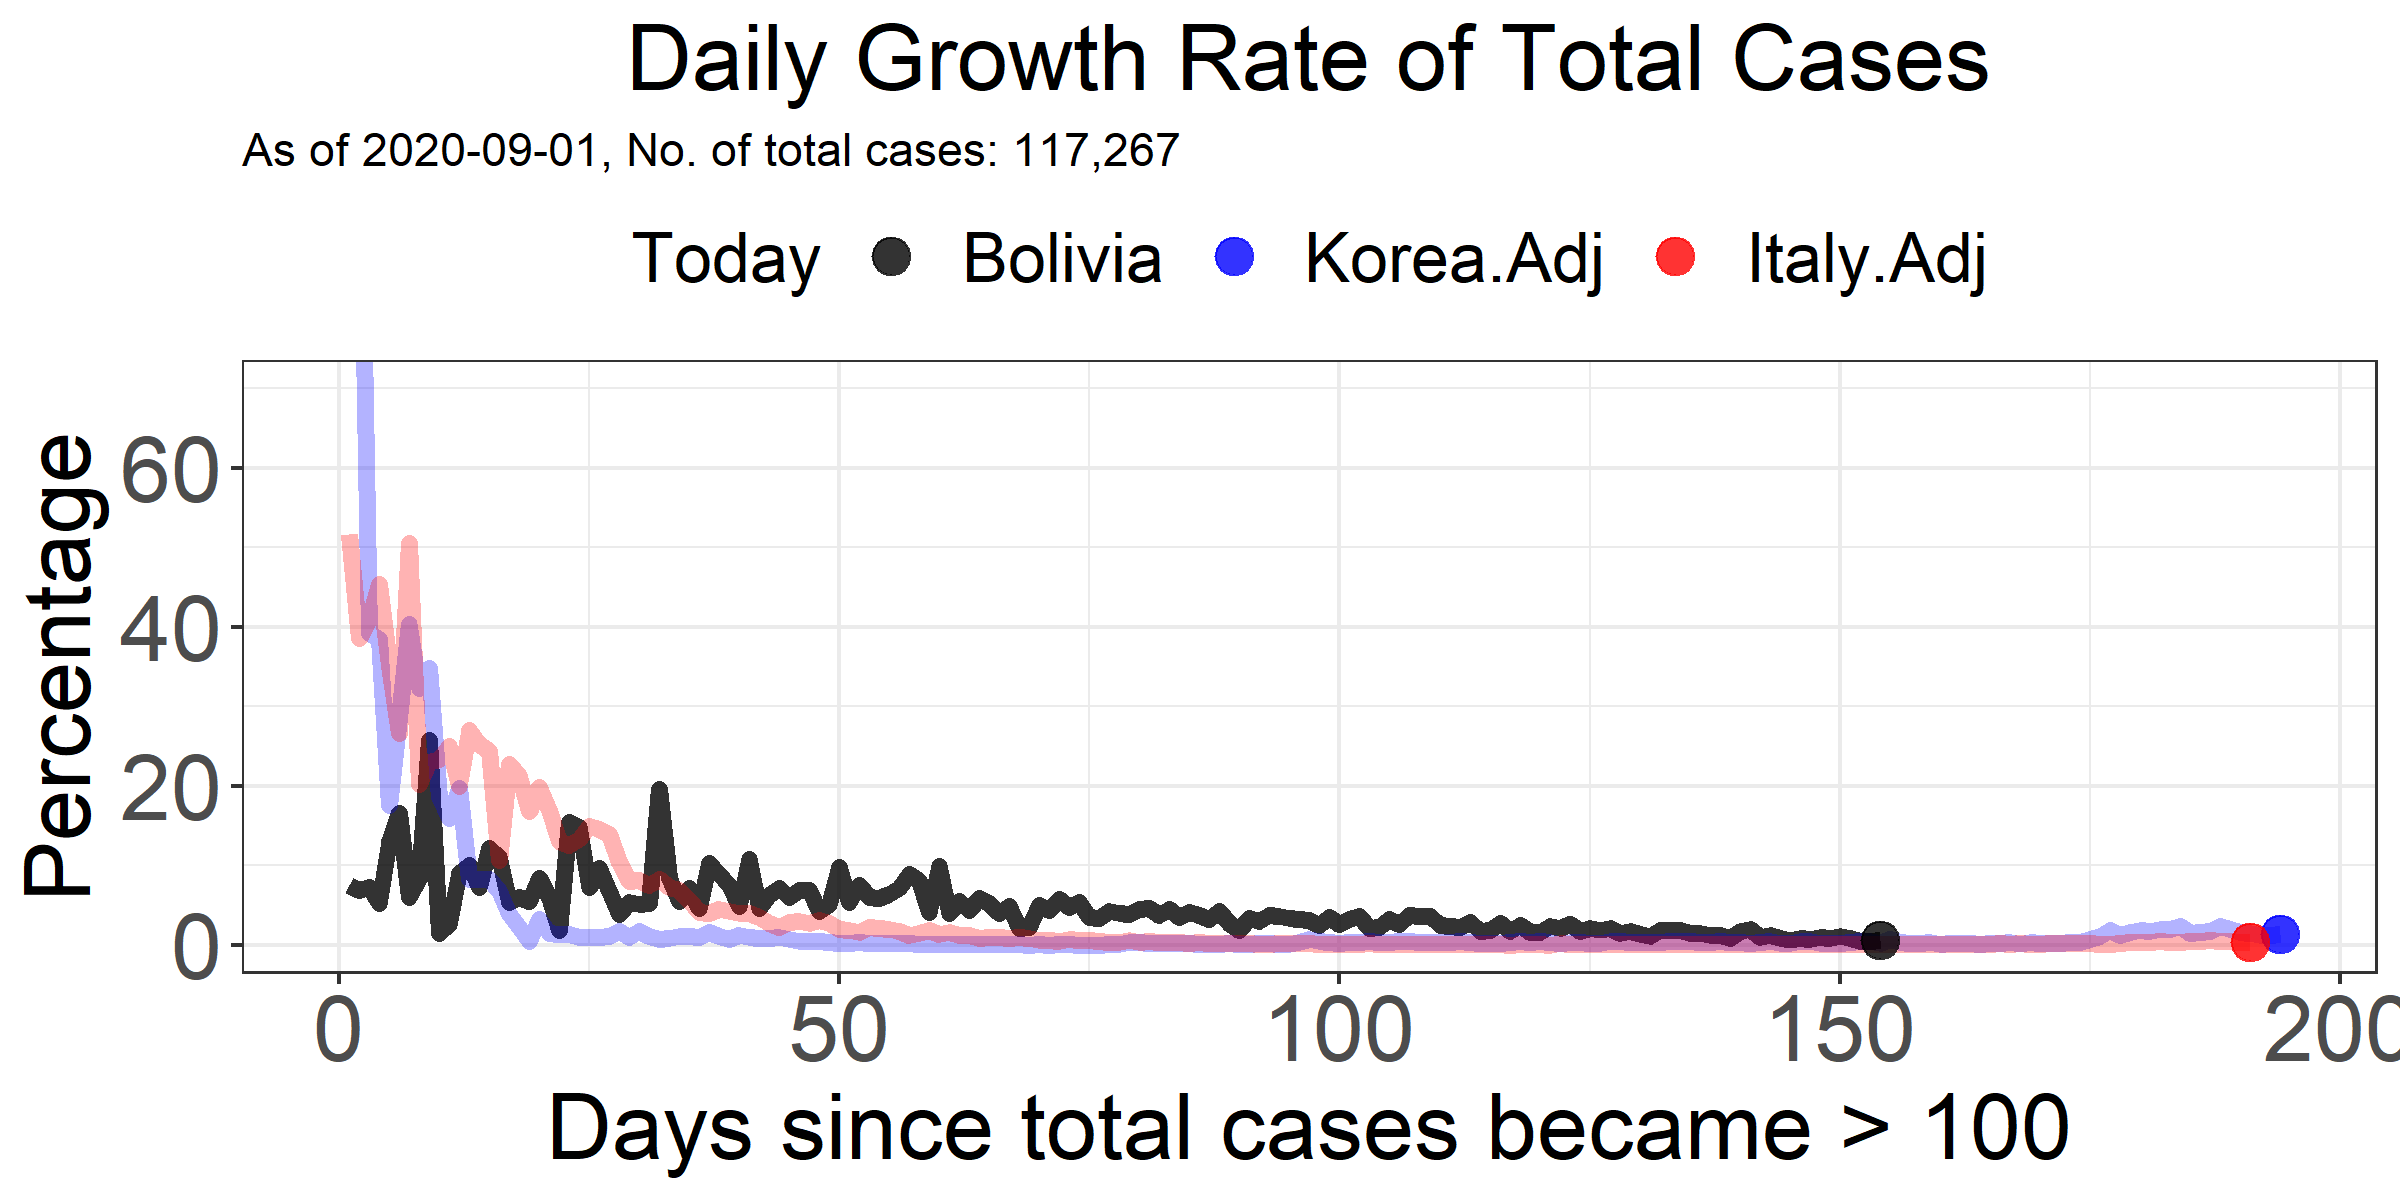 Daily Growth Rate of Total Cases
As of 2020-09-01, No. of total cases: 117,267
Today Bolivia Korea.Adj Italy.Adj
Percentage
60
40
20
0
0 50 100 150 200
Days since total cases became > 100